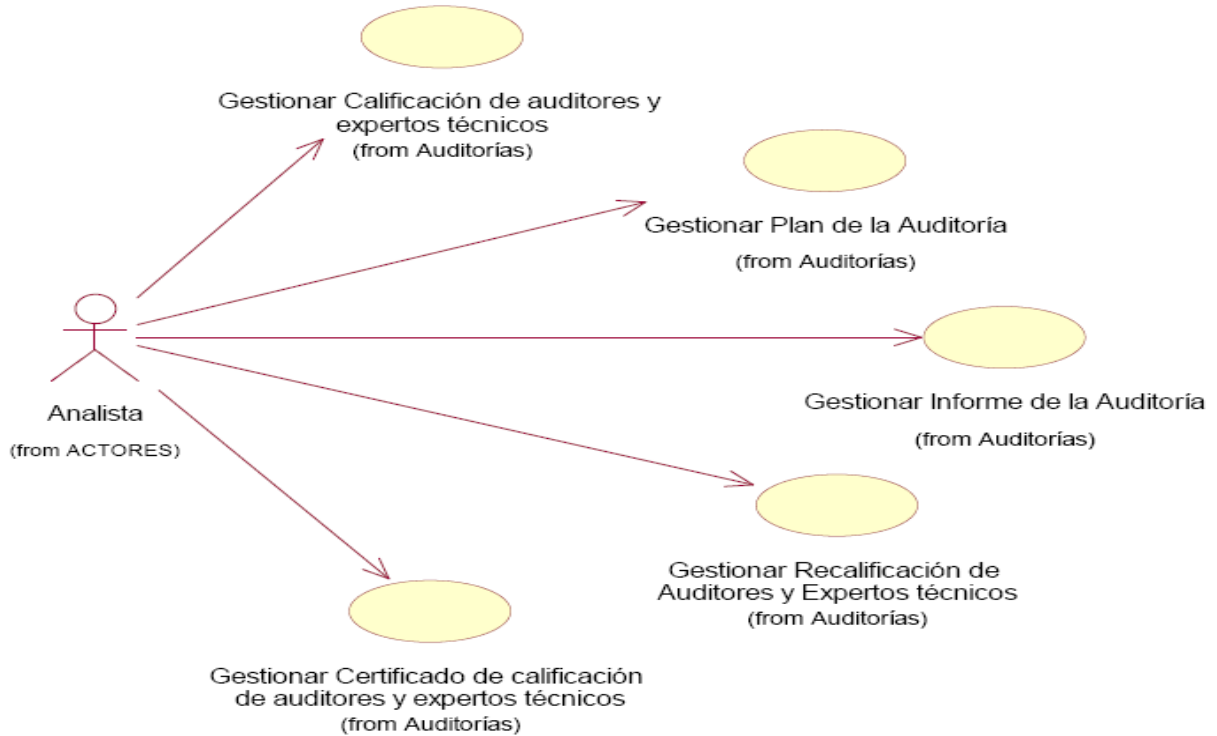 Gestionar Calificación de auditores y
expertos técnicos
(from Auditorías)
Gestionar Plan de la Auditoría
(from Auditorías)
Gestionar Informe de la Auditoría
(from Auditorías)
Analista
(from ACTORES)
Gestionar Recalificación de
Auditores y Expertos técnicos
(from Auditorías)
Gestionar Certificado de calificación
de auditores y expertos técnicos
(from Auditorías)